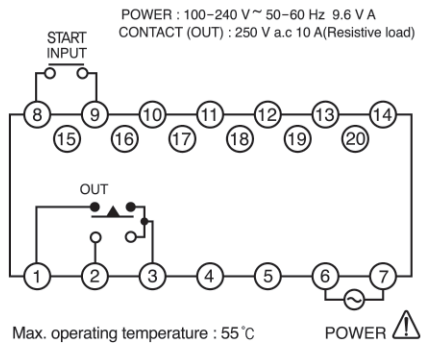 POWER : 100-240 V~ 50-60 Hz 9.6 V A
CONTACT (OUT) : 250 V a.c 10 A(Resistive load)
START
INPUT
8 9 10 11 12 13 14
15 16 17 18 19 20
OUT
1 2 3 4 5 6 7
Max. operating temperature : 55℃
POWER